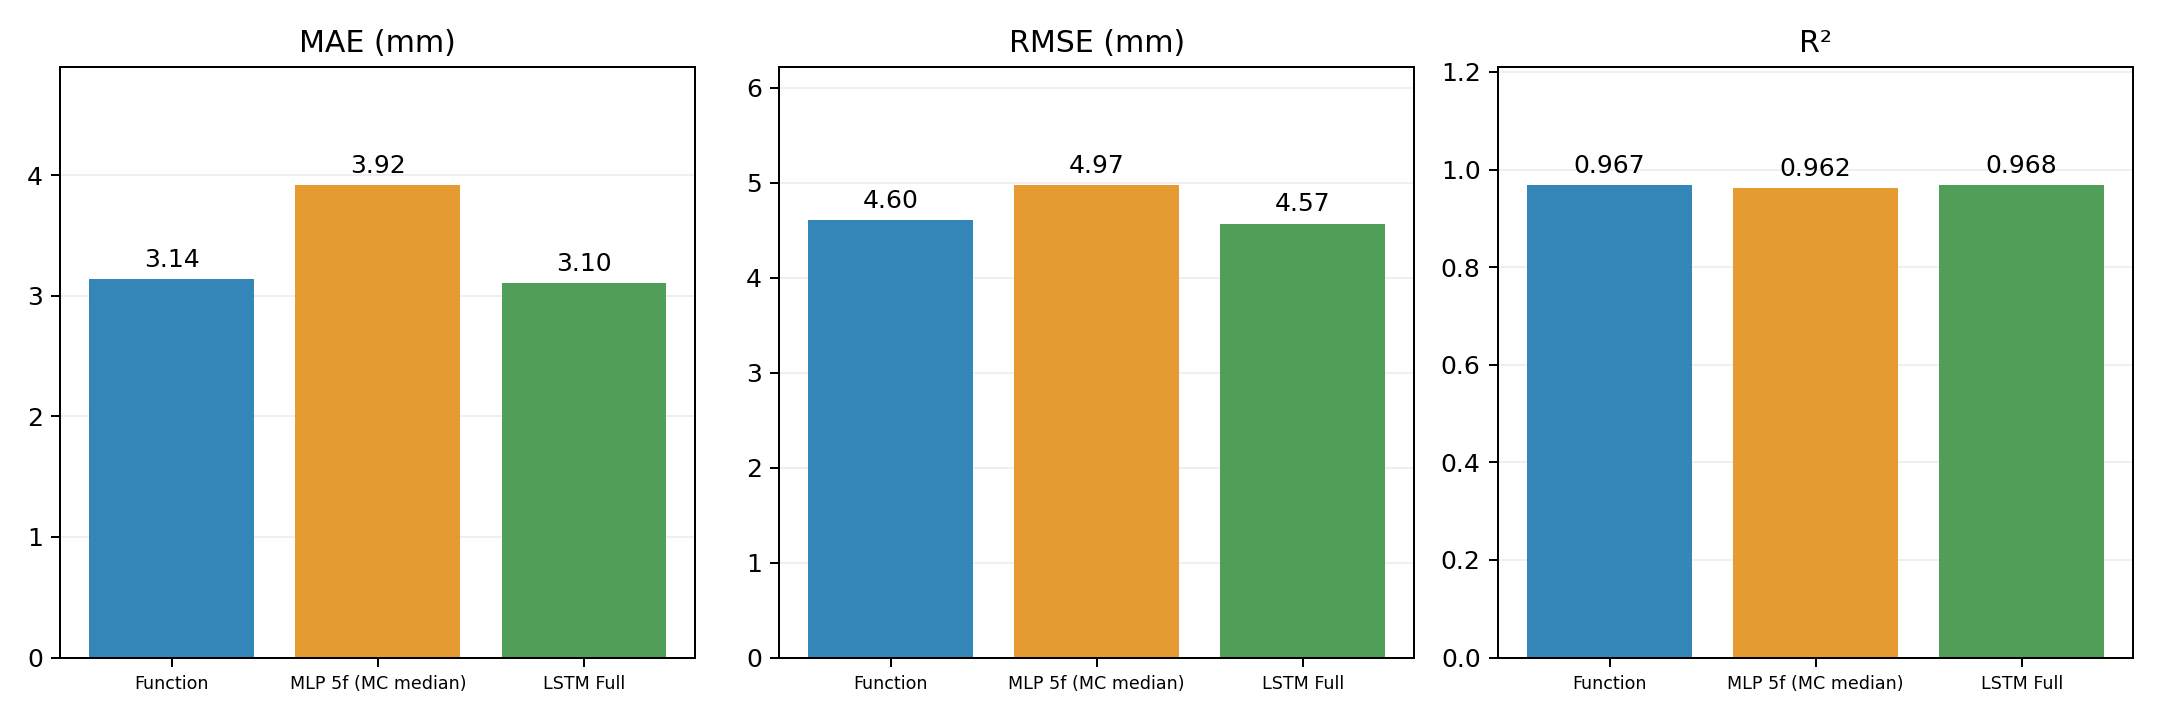 MAE (mm)
4
3
2
1
0
3.14
3.92
3.10
Function
MLP 5f (MC median)
LSTM Full
RMSE (mm)
6
5
4
3
2
1
0
4.60
4.97
4.57
Function
MLP 5f (MC median)
LSTM Full
R²
1.2
1.0
0.8
0.6
0.4
0.2
0.0
0.967
0.962
0.968
Function
MLP 5f (MC median)
LSTM Full